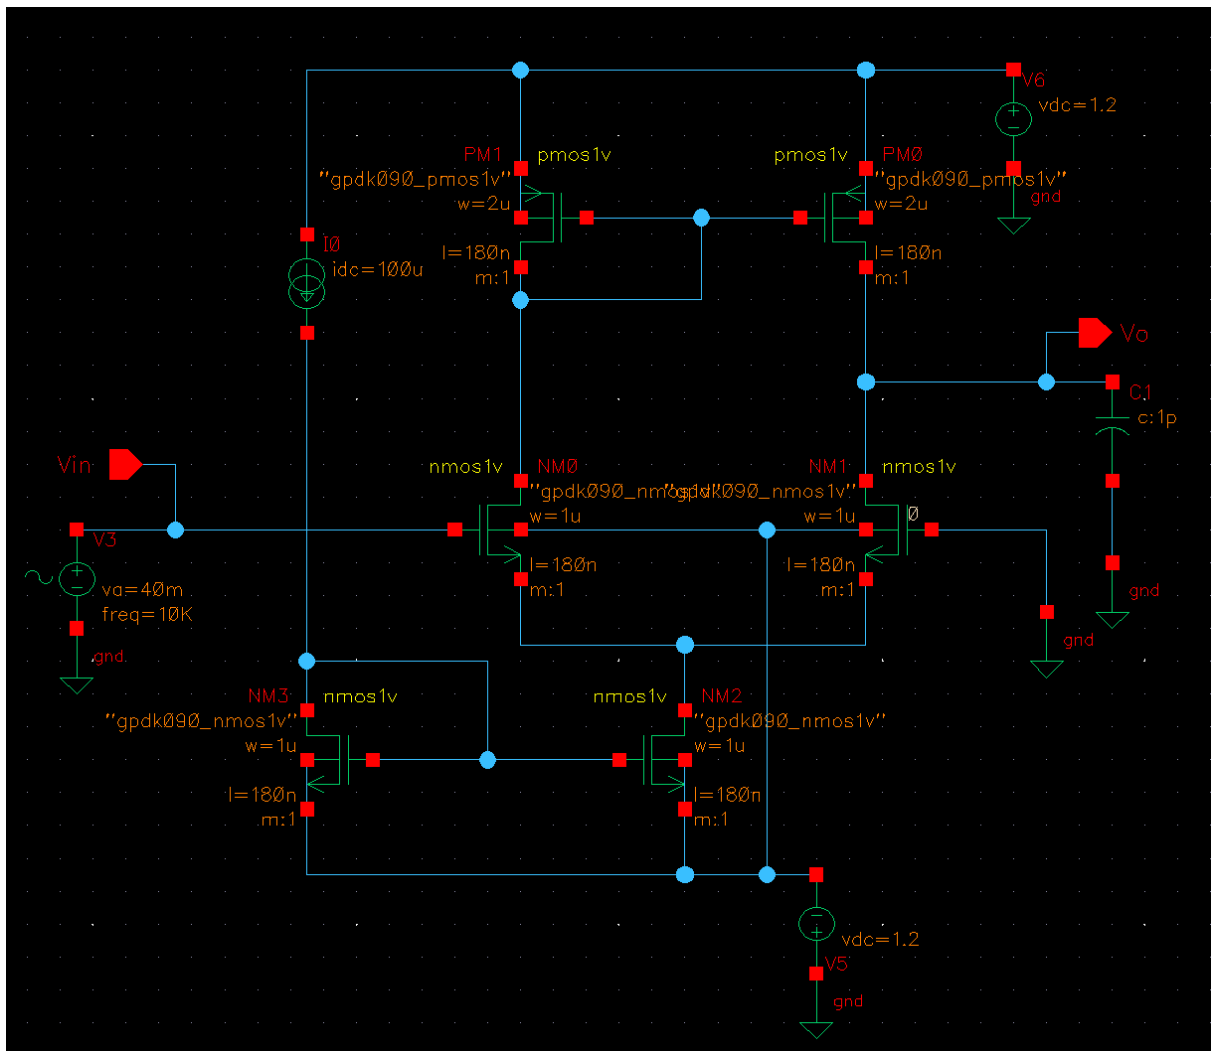 V6
vdc=1.2
gnd
PM1
pmos1v
"gpdk090_pmos1v"
w=2u
l=180n
m:1
pmos1v
PM0
"gpdk090_pmos1v"
w=2u
l=180n
m:1
I0
idc=100u
Vo
C1
c:1p
gnd
Vin
V3
va=40m
freq=10K
gnd
nmos1v
NM0
"gpdk090_nmos1v"
w=1u
l=180n
m:1
NM1
nmos1v
"gpdk090_nmos1v"
w=1u
0
l=180n
m:1
gnd
NM3
nmos1v
"gpdk090_nmos1v"
w=1u
l=180n
m:1
nmos1v
NM2
"gpdk090_nmos1v"
w=1u
l=180n
m:1
vdc=1.2
V5
gnd